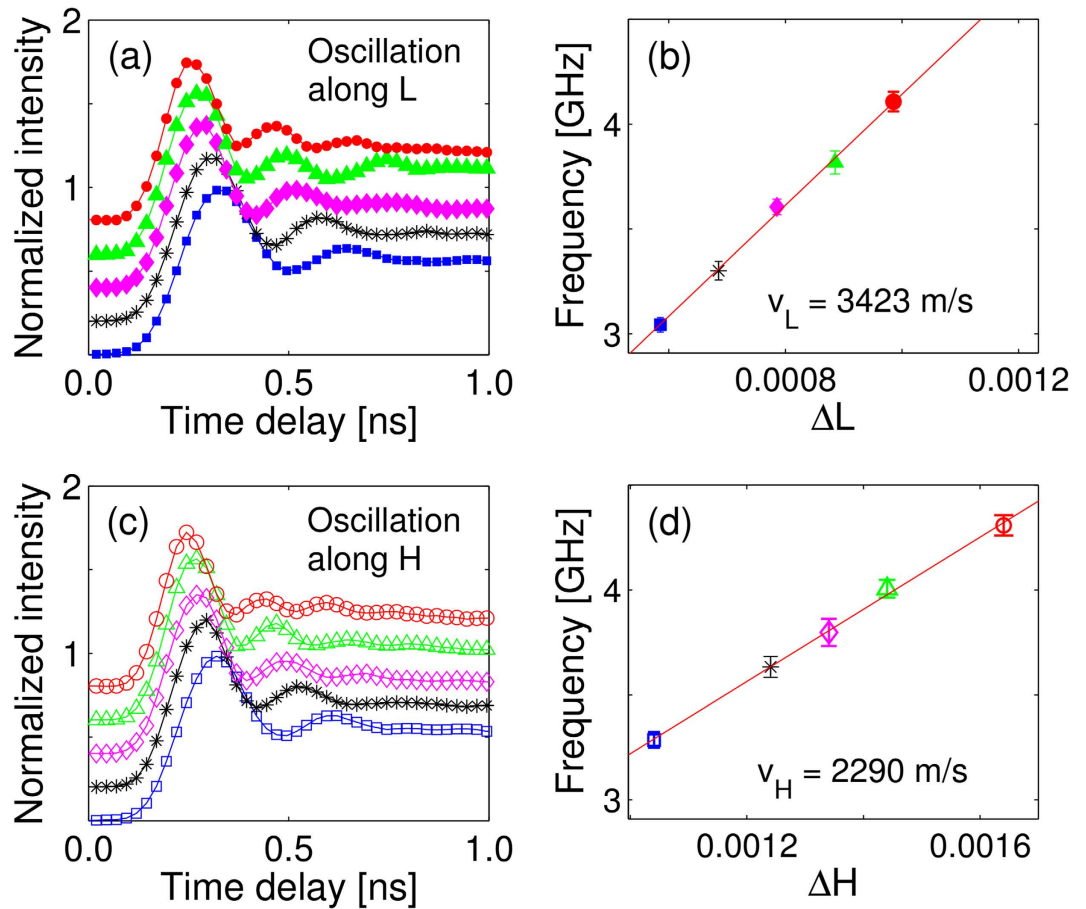 2
(a)
Oscillation
along L
Normalized intensity
1
0.0
0.5
1.0
Time delay [ns]
(b)
Frequency [GHz]
4
v_L = 3423 m/s
3
0.0008
0.0012
ΔL
2
(c)
Oscillation
along H
Normalized intensity
1
0.0
0.5
1.0
Time delay [ns]
(d)
Frequency [GHz]
4
v_H = 2290 m/s
3
0.0012
0.0016
ΔH